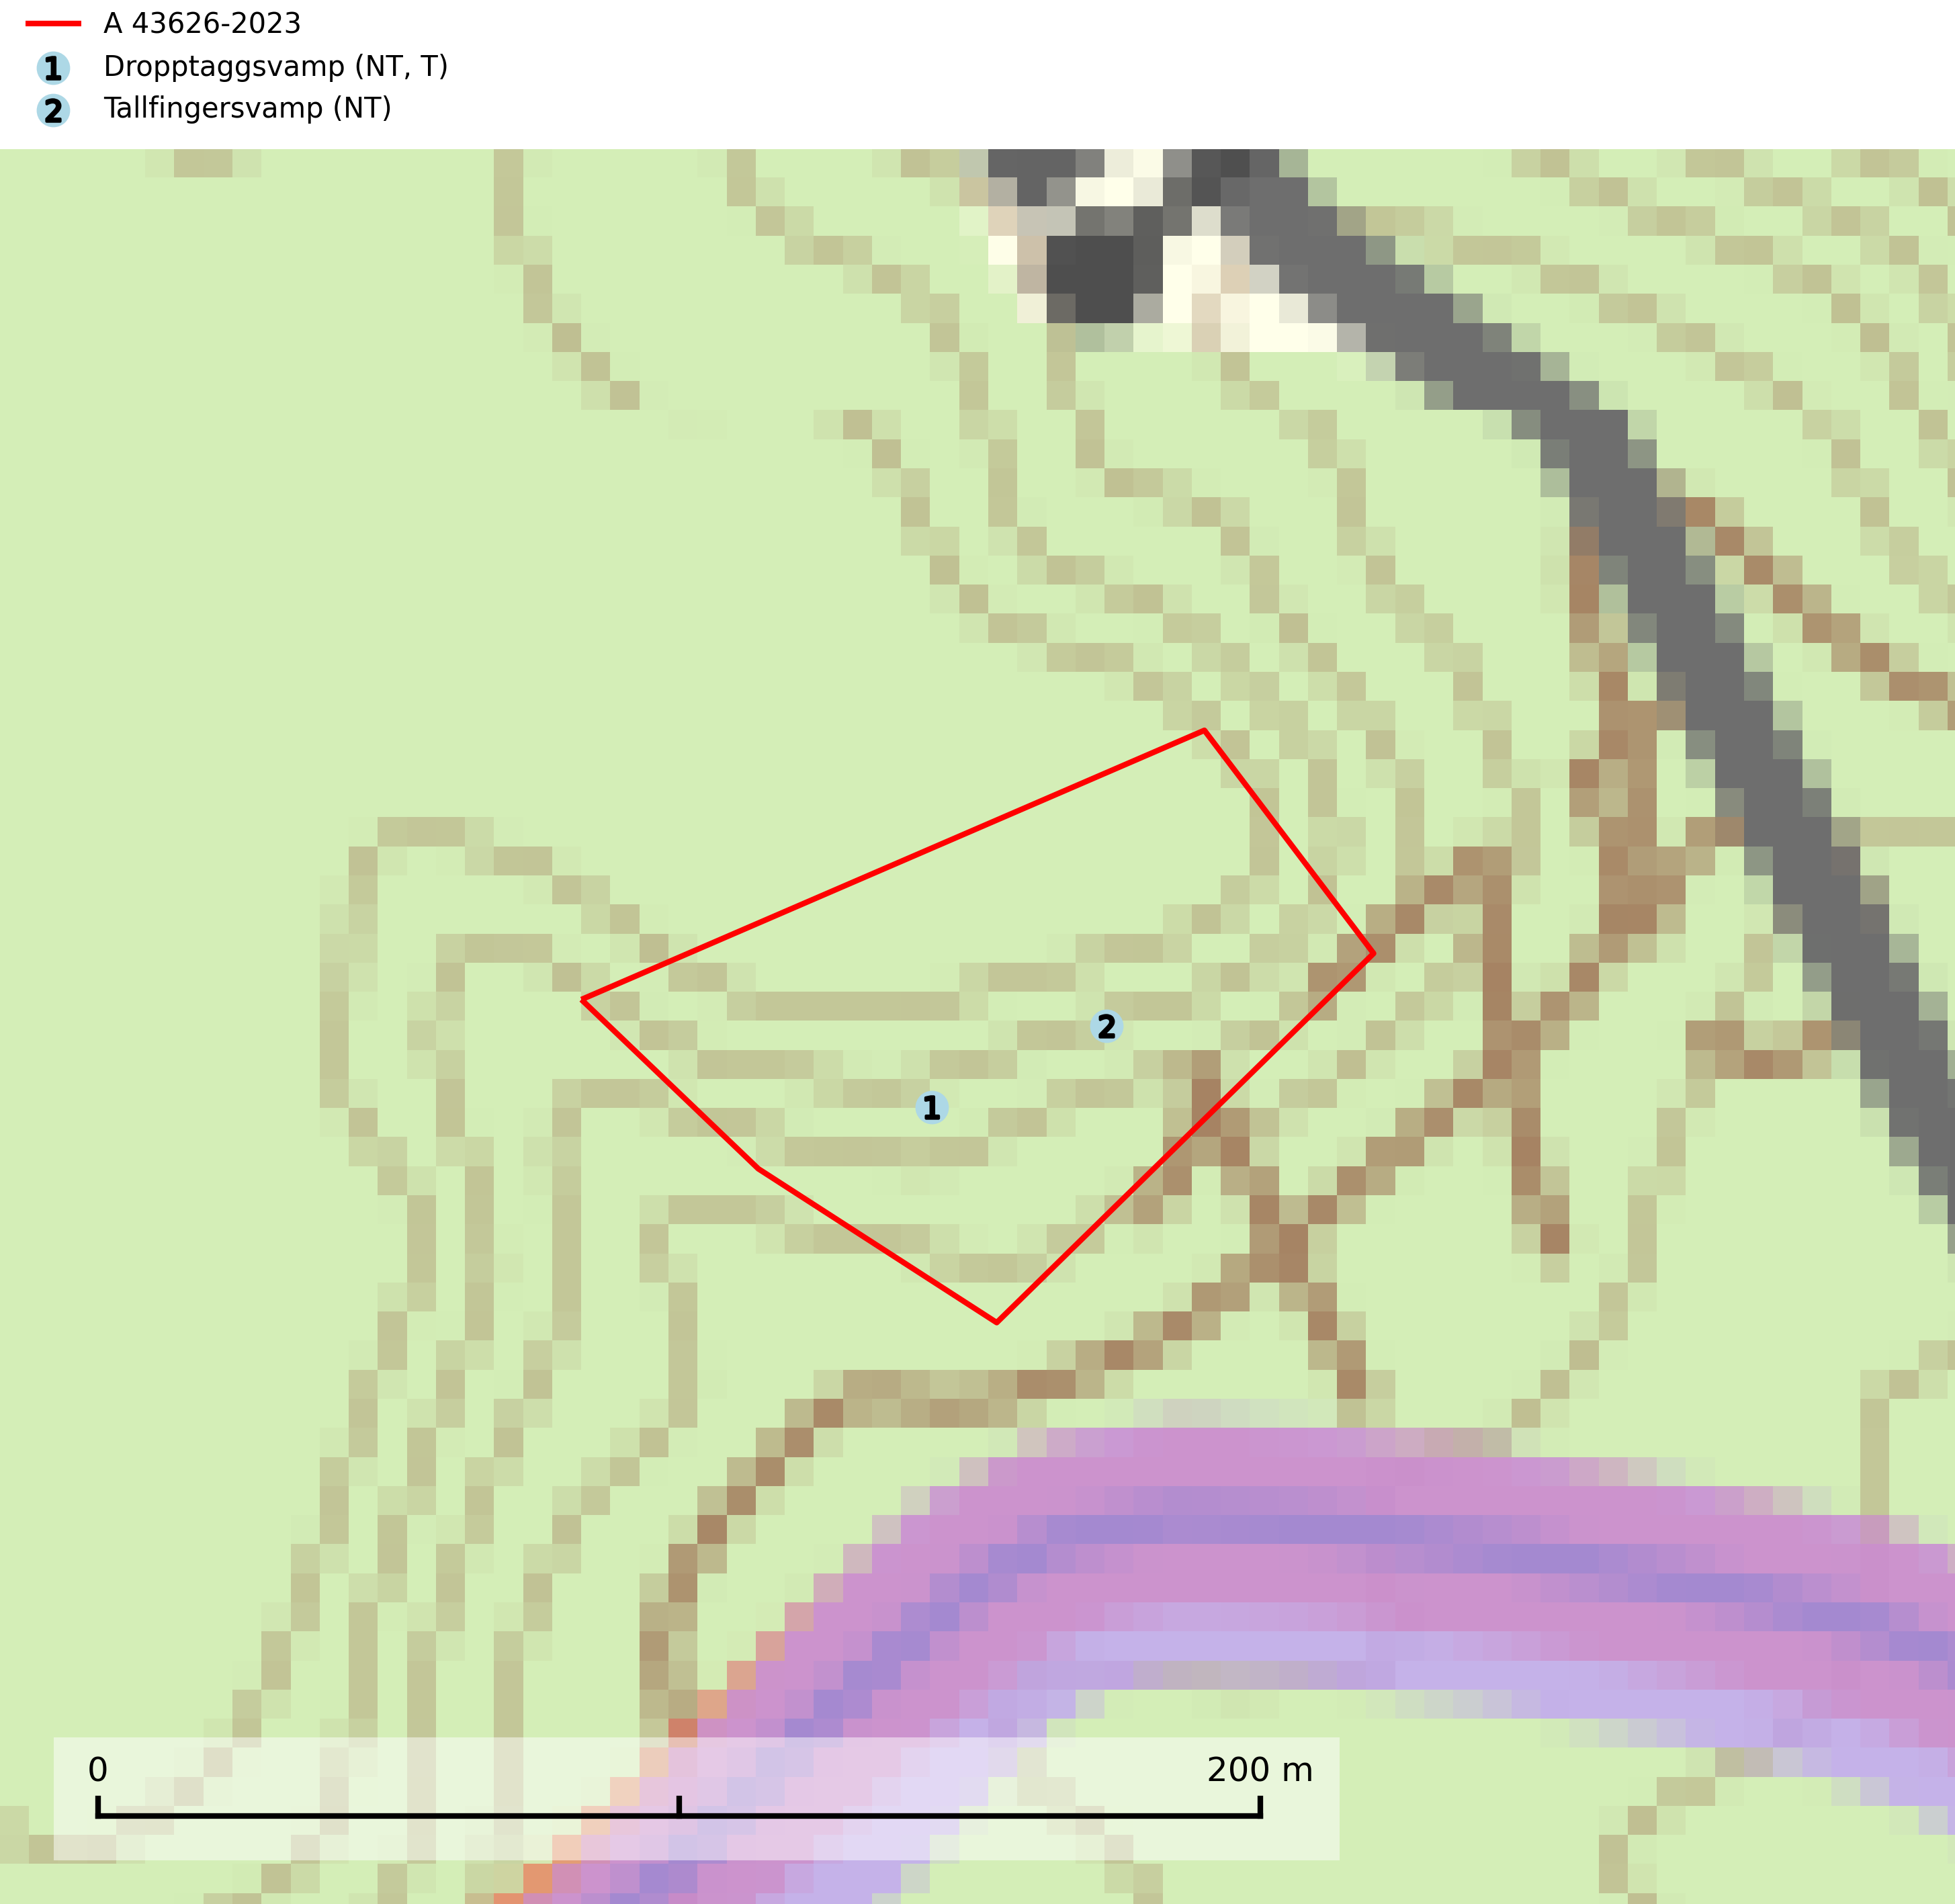 A 43626-2023
1 Dropptaggsvamp (NT, T)
2 Tallfingersvamp (NT)
2
1
0 200 m